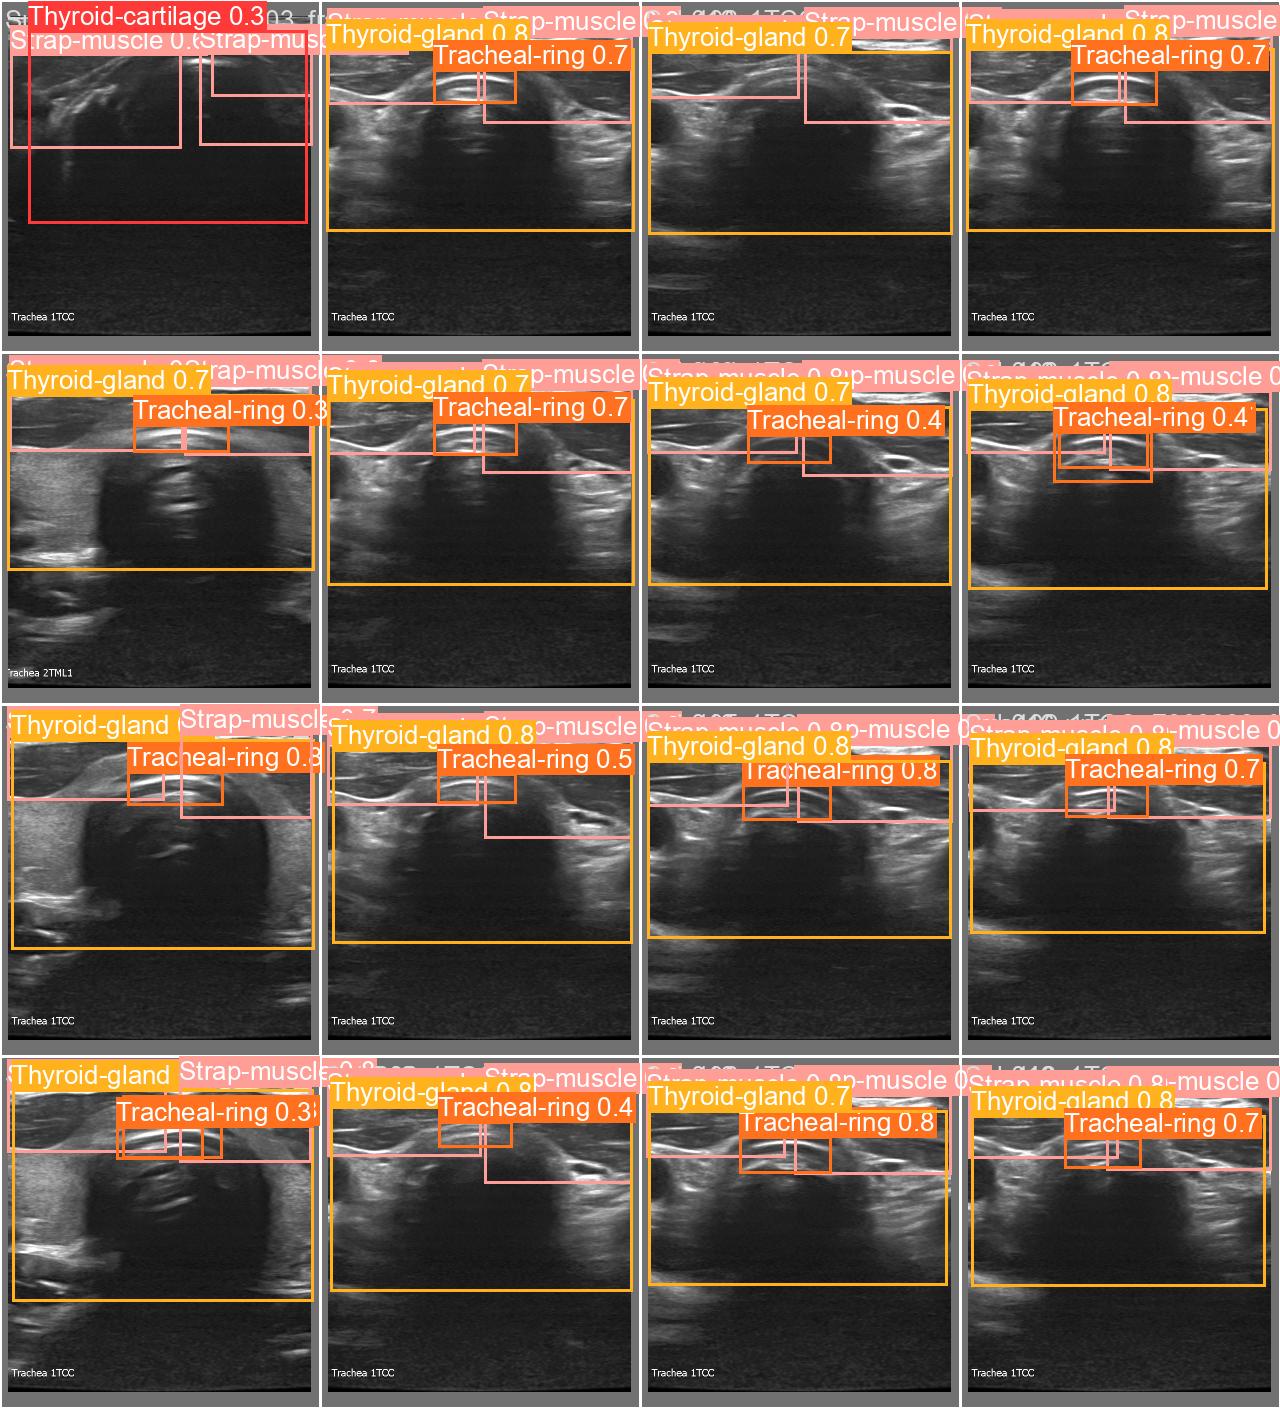 Thyroid-cartilage 0.3
Strap-muscle
Strap-musc
Trachea 1TCC
Thyroid-gland 0.8
Tracheal-ring 0.7
Trachea 1TCC
Strap-muscle
Thyroid-gland 0.7
Trachea 1TCC
Strap-muscle
Thyroid-gland 0.8
Tracheal-ring 0.7
Trachea 1TCC
Thyroid-gland 0.7
Tracheal-ring 0.3
Trachea 2TML1
Thyroid-gland 0.7
Tracheal-ring 0.7
Trachea 1TCC
p-muscle
Thyroid-gland 0.7
Tracheal-ring 0.4
Trachea 1TCC
Thyroid-gland 0.8
Tracheal-ring 0.4
Trachea 1TCC
Thyroid-gland
Strap-muscle
Tracheal-ring 0.8
Trachea 1TCC
Thyroid-gland 0.8
Tracheal-ring 0.5
Trachea 1TCC
p-muscle
Thyroid-gland 0.8
Tracheal-ring 0.8
Trachea 1TCC
Thyroid-gland 0.8
Tracheal-ring 0.7
Trachea 1TCC
Thyroid-gland
Strap-muscle
Tracheal-ring 0.3
Trachea 1TCC
Thyroid-gland 0.8
Tracheal-ring 0.4
Trachea 1TCC
p-muscle
Thyroid-gland 0.7
Tracheal-ring 0.8
Trachea 1TCC
-muscle
Thyroid-gland 0.8
Tracheal-ring 0.7
Trachea 1TCC